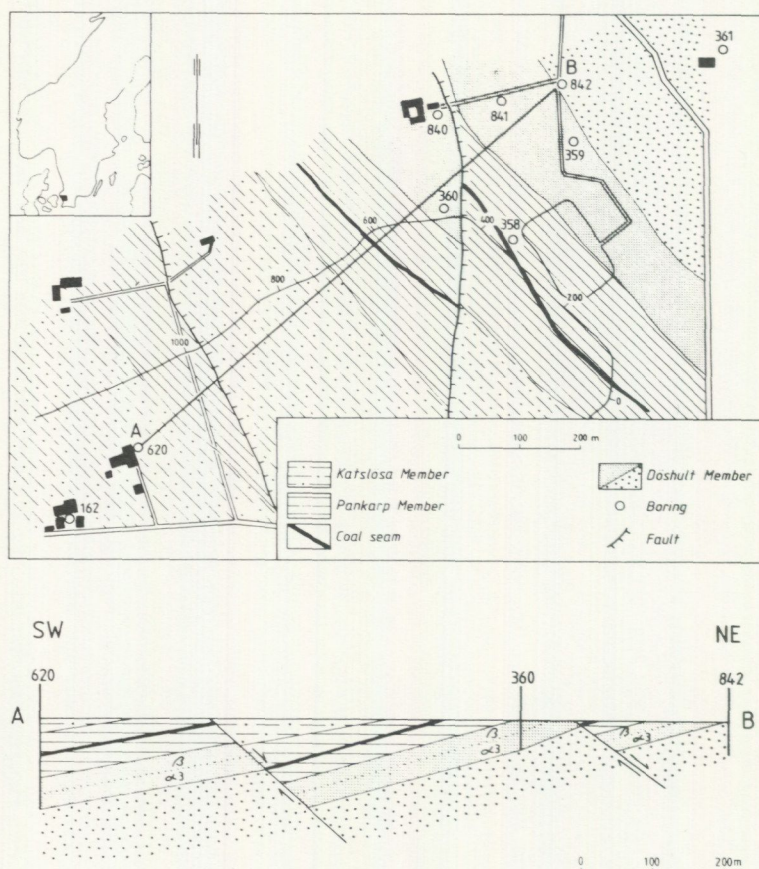 361
B
842
841
840
359
360
358
600
400
800
200
1000
0
A
620
162
0 100 200 m
Katslosa Member
Pankarp Member
Coal seam
Döshult Member
Boring
Fault
SW NE
620 360 842
A B
β β β
α3 α3 α3
0 100 200m